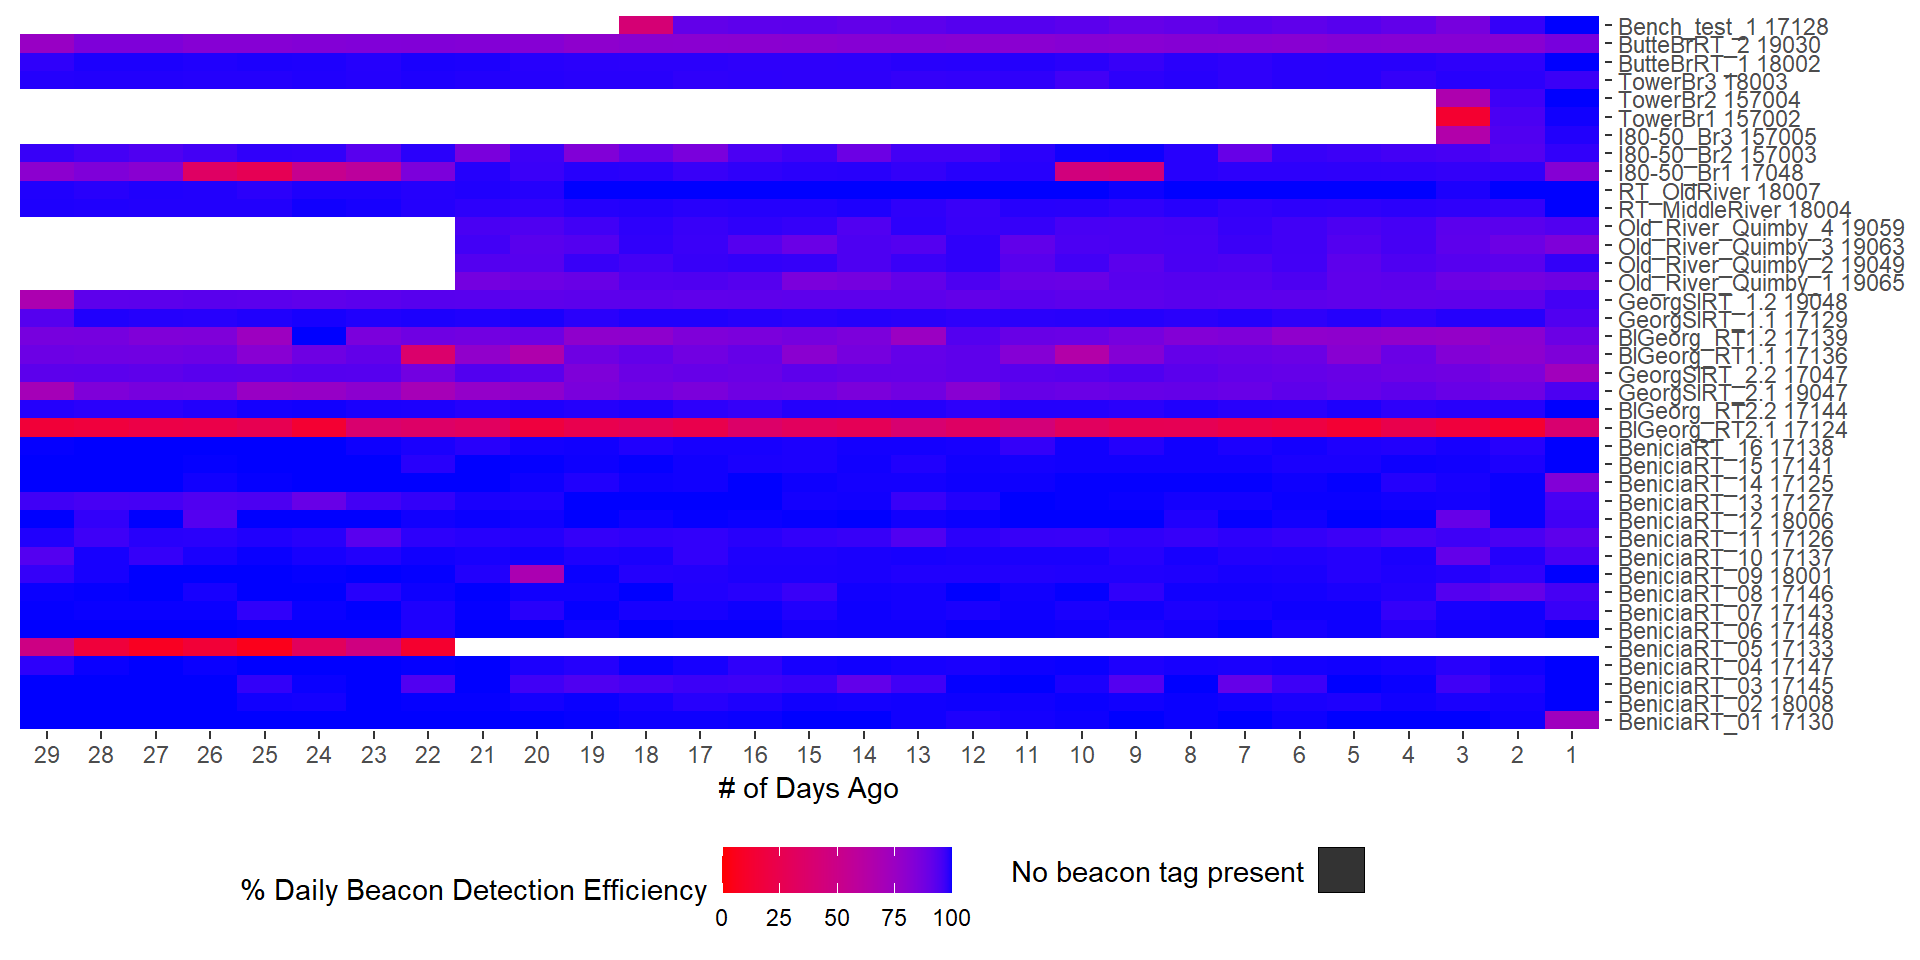 Bench_test_1 17128
ButteBrRT_2 19030
ButteBrRT_1 18002
TowerBr3 18003
TowerBr2 157004
TowerBr1 157002
I80-50_Br3 157005
I80-50_Br2 157003
I80-50_Br1 17048
RT_OldRiver 18007
RT_MiddleRiver 18004
Old_River_Quimby_4 19059
Old_River_Quimby_3 19063
Old_River_Quimby_2 19049
Old_River_Quimby_1 19065
GeorgSlRT_1.2 19048
GeorgSlRT_1.1 17129
BlGeorg_RT1.2 17139
BlGeorg_RT1.1 17136
GeorgSlRT_2.2 17047
GeorgSlRT_2.1 19047
BlGeorg_RT2.2 17144
BlGeorg_RT2.1 17124
BeniciaRT_16 17138
BeniciaRT_15 17141
BeniciaRT_14 17125
BeniciaRT_13 17127
BeniciaRT_12 18006
BeniciaRT_11 17126
BeniciaRT_10 17137
BeniciaRT_09 18001
BeniciaRT_08 17146
BeniciaRT_07 17143
BeniciaRT_06 17148
BeniciaRT_05 17133
BeniciaRT_04 17147
BeniciaRT_03 17145
BeniciaRT_02 18008
BeniciaRT_01 17130
29 28 27 26 25 24 23 22 21 20 19 18 17 16 15 14 13 12 11 10 9 8 7 6 5 4 3 2 1
# of Days Ago
% Daily Beacon Detection Efficiency
0 25 50 75 100
No beacon tag present